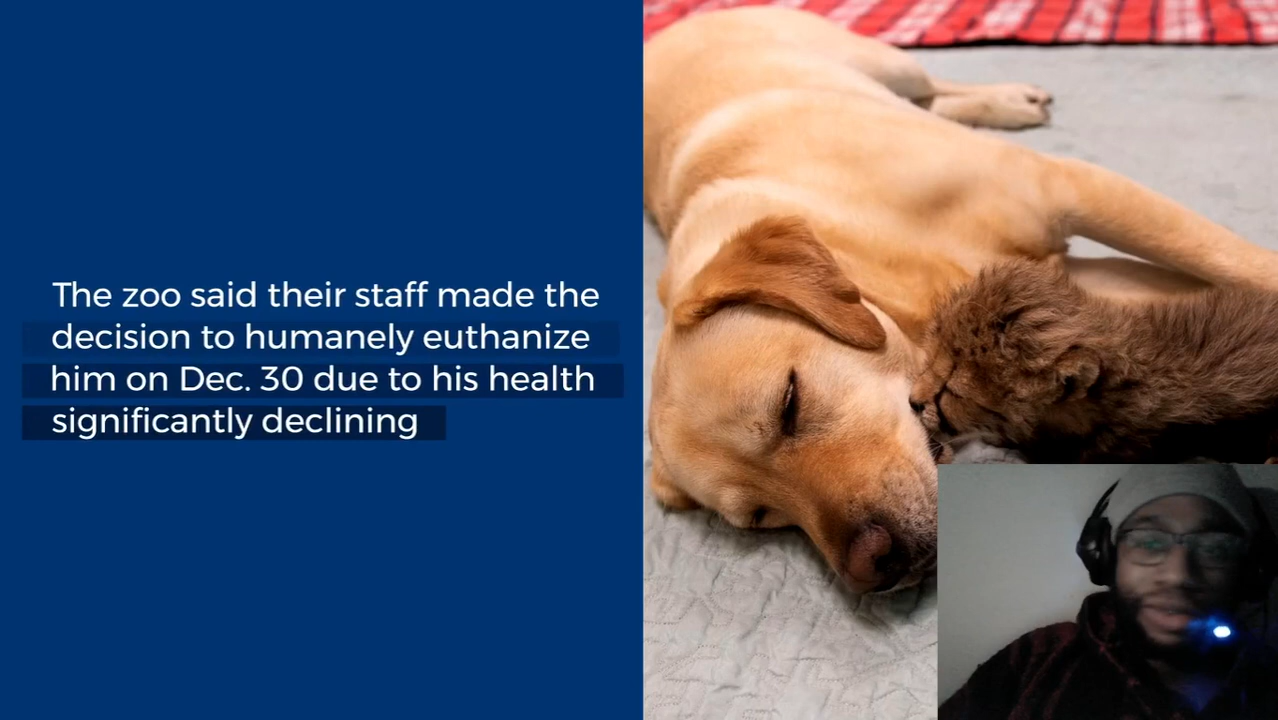 The zoo said their staff made the
decision to humanely euthanize
him on Dec. 30 due to his health
significantly declining